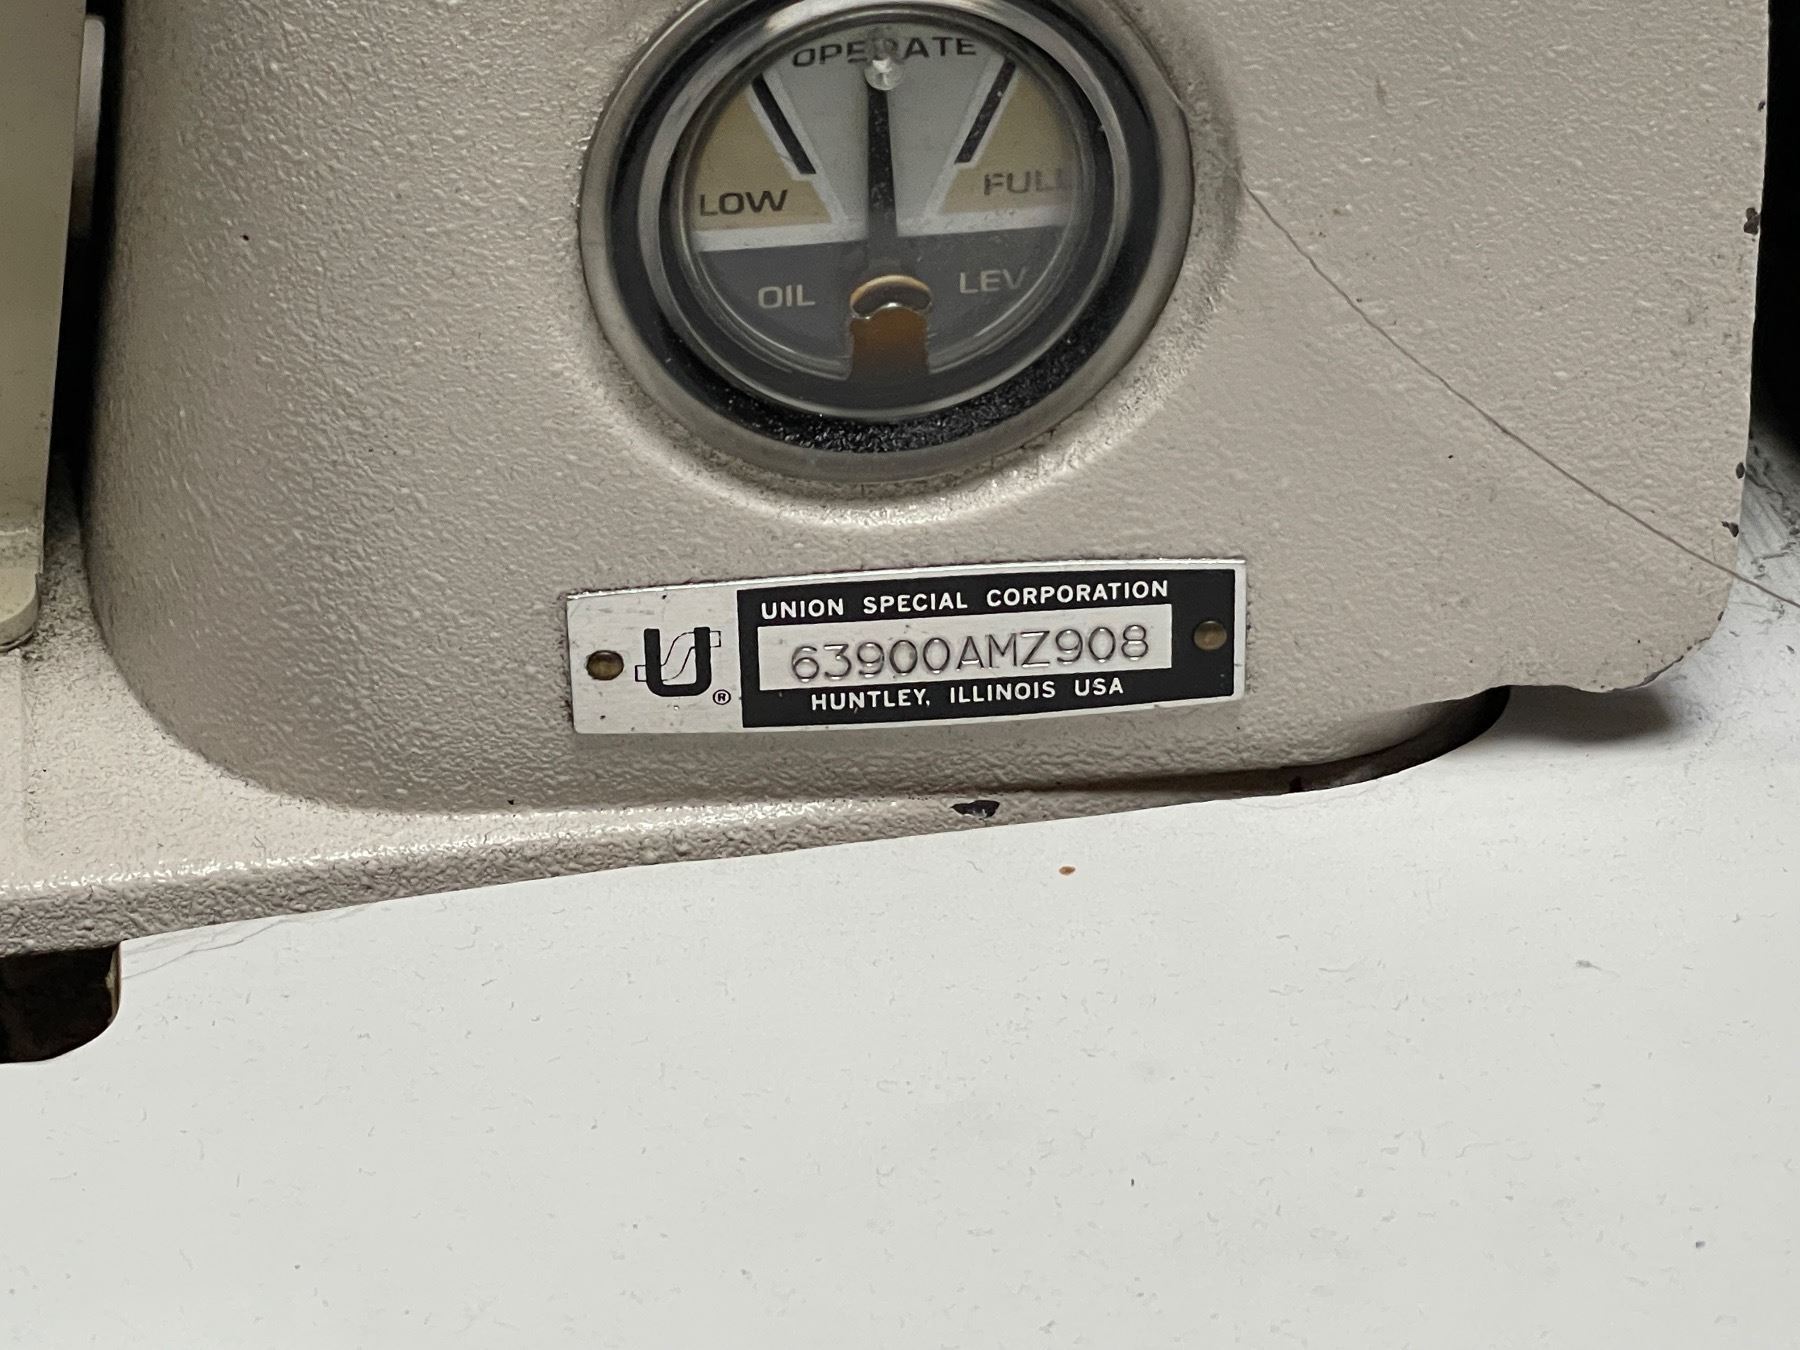 OPERATE
LOW
FULL
OIL
LEV
UNION SPECIAL CORPORATION
63900AMZ908
HUNTLEY, ILLINOIS USA
U
®